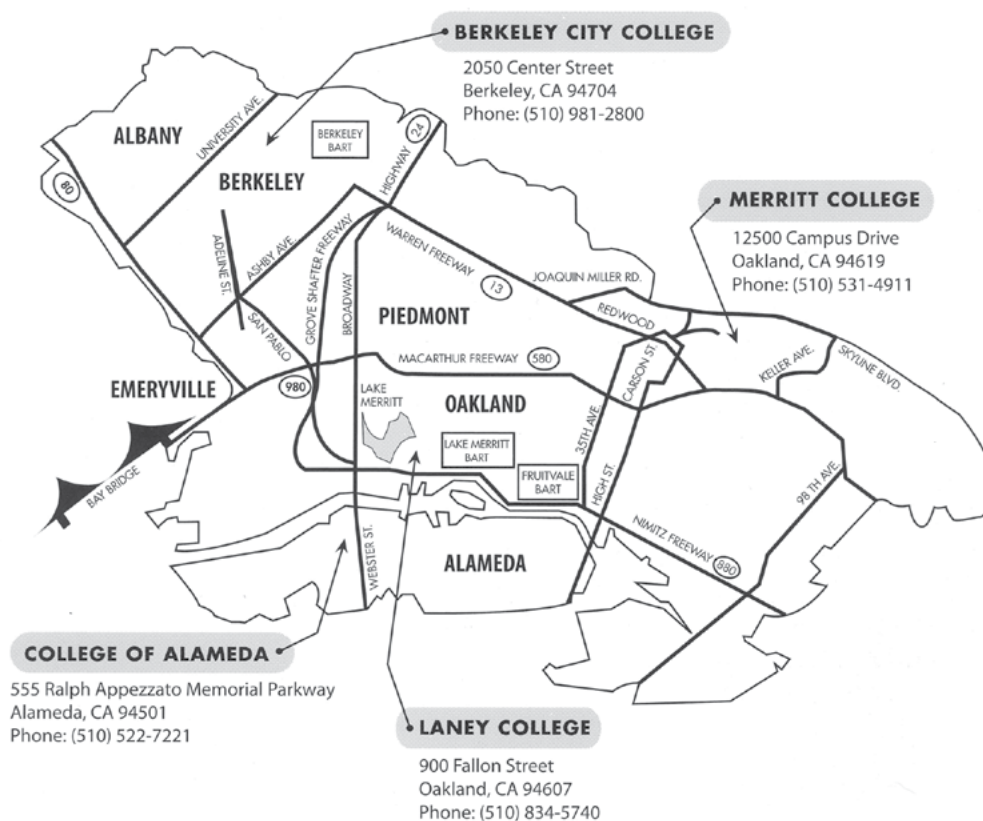 BERKELEY CITY COLLEGE
2050 Center Street
Berkeley, CA 94704
Phone: (510) 981-2800
ALBANY
UNIVERSITY AVE.
BERKELEY
BART
HIGHWAY
24
80
BERKELEY
MERRITT COLLEGE
12500 Campus Drive
Oakland, CA 94619
Phone: (510) 531-4911
ADELINE ST.
ASHBY AVE.
GROVE SHAFTER FREEWAY
BROADWAY
WARREN FREEWAY
13
JOAQUIN MILLER RD.
REDWOOD
SAN PABLO
PIEDMONT
MACARTHUR FREEWAY
580
CARSON ST.
KELLER AVE.
SKYLINE BLVD.
EMERYVILLE
980
LAKE
MERRITT
OAKLAND
35TH AVE.
LAKE MERRITT
BART
FRUITVALE
BART
HIGH ST.
98 TH AVE.
BAY BRIDGE
NIMITZ FREEWAY
880
WEBSTER ST.
ALAMEDA
COLLEGE OF ALAMEDA
555 Ralph Appezzato Memorial Parkway
Alameda, CA 94501
Phone: (510) 522-7221
LANEY COLLEGE
900 Fallon Street
Oakland, CA 94607
Phone: (510) 834-5740